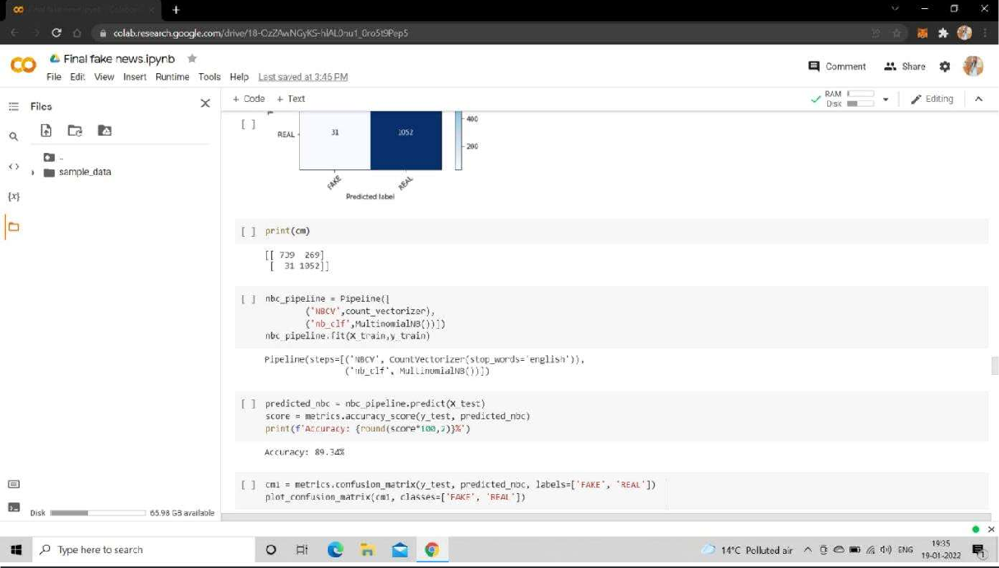 colab.research.google.com/drive/18-OzZAwNGyKS-hlAL0nu1_0ro5t9Pep5
Final fake news.ipynb
File Edit View Insert Runtime Tools Help Last saved at 3:46 PM
Comment Share
Files
+ Code + Text
RAM
Disk
Editing
..
sample_data
[ ]
REAL
31 1052
400
200
FAKE REAL
Predicted label
[ ] print(cm)
[[ 739 269]
[ 31 1052]]
[ ] nbc_pipeline = Pipeline([
('NBCV',count_vectorizer),
('nb_clf',MultinomialNB())])
nbc_pipeline.fit(X_train,y_train)
Pipeline(steps=[('NBCV', CountVectorizer(stop_words='english')),
('nb_clf', MultinomialNB())])
[ ] predicted_nbc = nbc_pipeline.predict(X_test)
score = metrics.accuracy_score(y_test, predicted_nbc)
print(f'Accuracy: {round(score*100,2)}%')
Accuracy: 89.34%
[ ] cm1 = metrics.confusion_matrix(y_test, predicted_nbc, labels=['FAKE', 'REAL'])
plot_confusion_matrix(cm1, classes=['FAKE', 'REAL'])
Disk 65.98 GB available
Type here to search
14°C Polluted air
ENG
19:35
19-01-2022